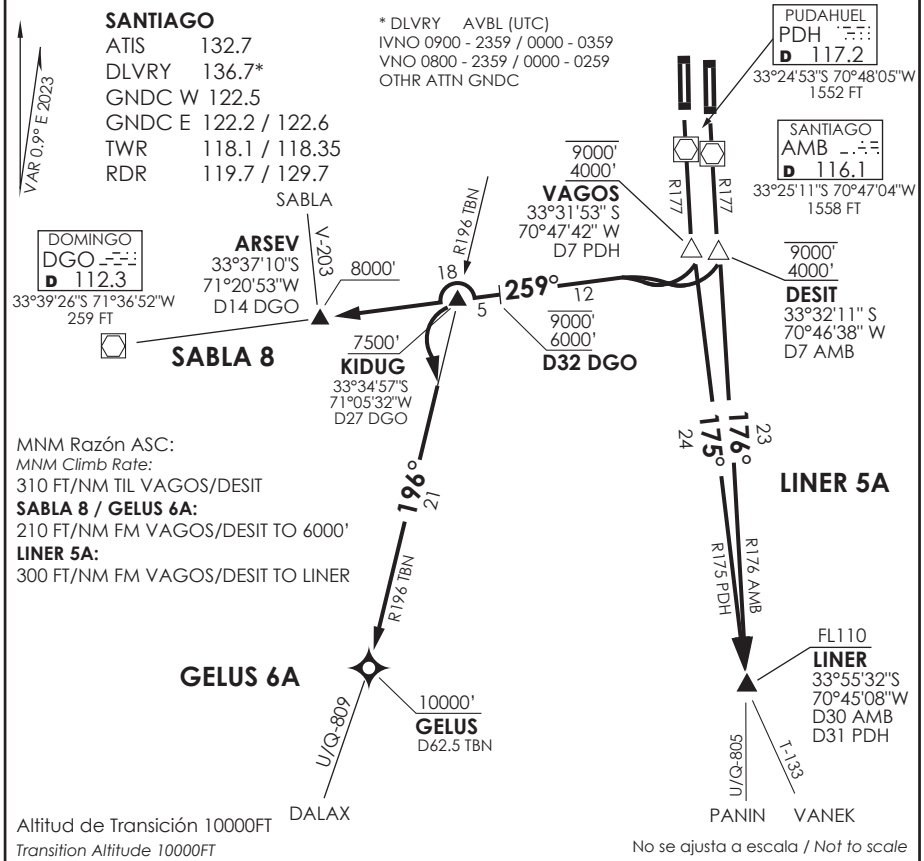 SANTIAGO
ATIS 132.7
DLVRY 136.7*
GNDC W 122.5
GNDC E 122.2 / 122.6
TWR 118.1 / 118.35
RDR 119.7 / 129.7
* DLVRY AVBL (UTC)
IVNO 0900 - 2359 / 0000 - 0359
VNO 0800 - 2359 / 0000 - 0259
OTHR ATTN GNDC
VAR 0.9° E 2023
PUDAHUEL
PDH
D 117.2
33°24'53"S 70°48'05"W
1552 FT
SANTIAGO
AMB
D 116.1
33°25'11"S 70°47'04"W
1558 FT
R177
R177
9000'
4000'
VAGOS
33°31'53" S
70°47'42" W
D7 PDH
9000'
4000'
DESIT
33°32'11" S
70°46'38" W
D7 AMB
SABLA
V-203
R196 TBN
DOMINGO
DGO
D 112.3
33°39'26"S 71°36'52"W
259 FT
ARSEV
33°37'10"S
71°20'53"W
D14 DGO
8000'
18
5
259°
12
9000'
6000'
D32 DGO
SABLA 8
7500'
KIDUG
33°34'57"S
71°05'32"W
D27 DGO
MNM Razón ASC:
MNM Climb Rate:
310 FT/NM TIL VAGOS/DESIT
SABLA 8 / GELUS 6A:
210 FT/NM FM VAGOS/DESIT TO 6000'
LINER 5A:
300 FT/NM FM VAGOS/DESIT TO LINER
196°
21
R196 TBN
24
175°
176°
23
LINER 5A
R175 PDH
R176 AMB
GELUS 6A
10000'
GELUS
D62.5 TBN
U/Q-809
DALAX
FL110
LINER
33°55'32"S
70°45'08"W
D30 AMB
D31 PDH
U/Q-805
T-133
PANIN
VANEK
Altitud de Transición 10000FT
Transition Altitude 10000FT
No se ajusta a escala / Not to scale